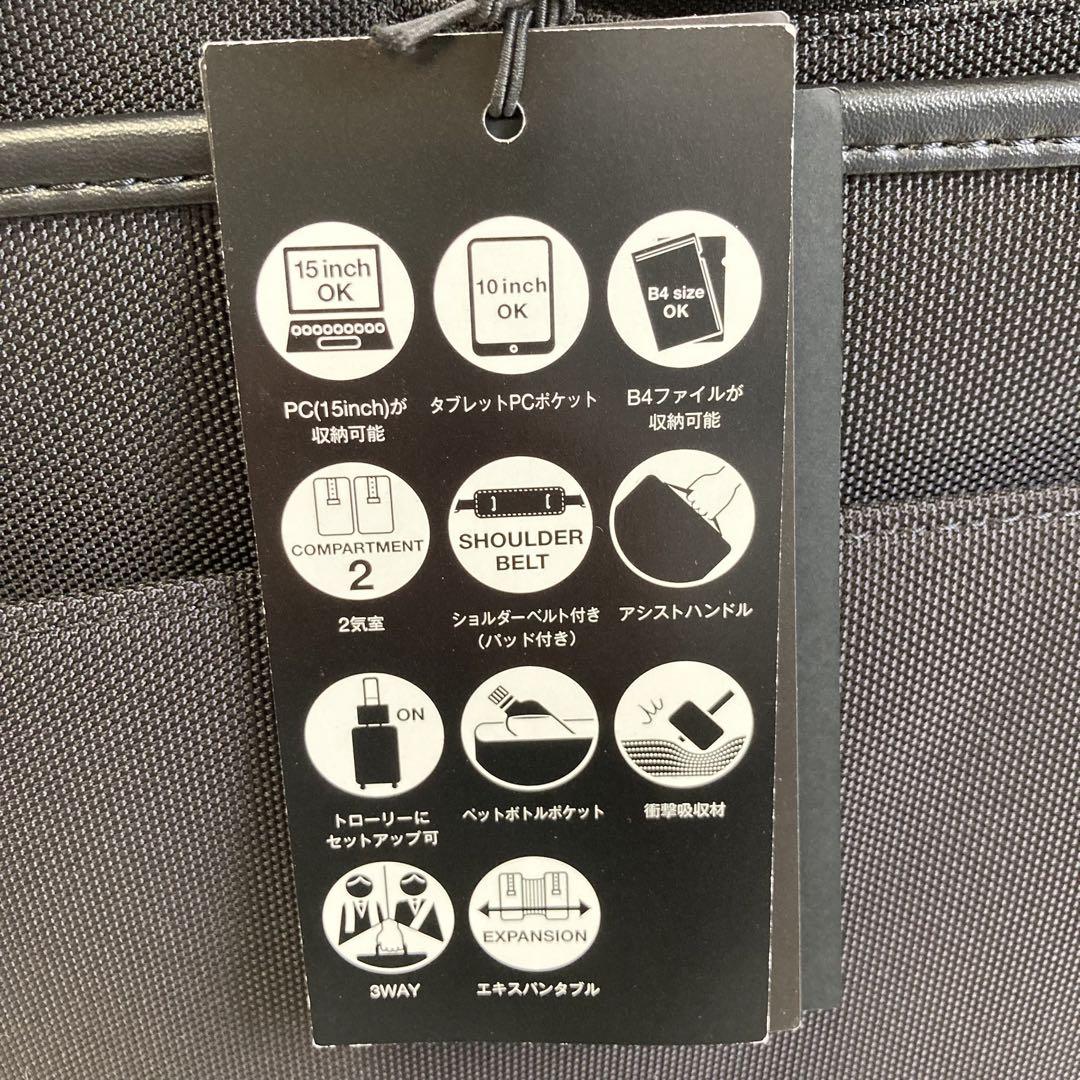 15inch
OK
10inch
OK
B4 size
OK
PC(15inch)が
収納可能
タブレットPCポケット
B4ファイルが
収納可能
COMPARTMENT
2
SHOULDER
BELT
2気室
ショルダーベルト付き
(パッド付き)
アシストハンドル
ON
トローリーに
セットアップ可
ペットボトルポケット
衝撃吸収材
EXPANSION
3WAY
エキスパンダブル